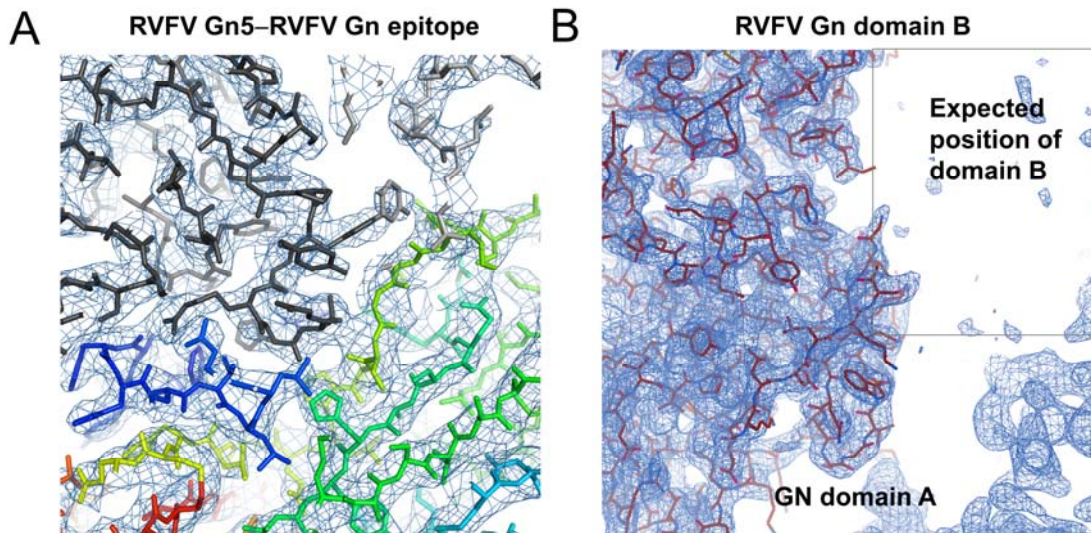 A
RVFV Gn5–RVFV Gn epitope
B
RVFV Gn domain B
Expected
position of
domain B
GN domain A